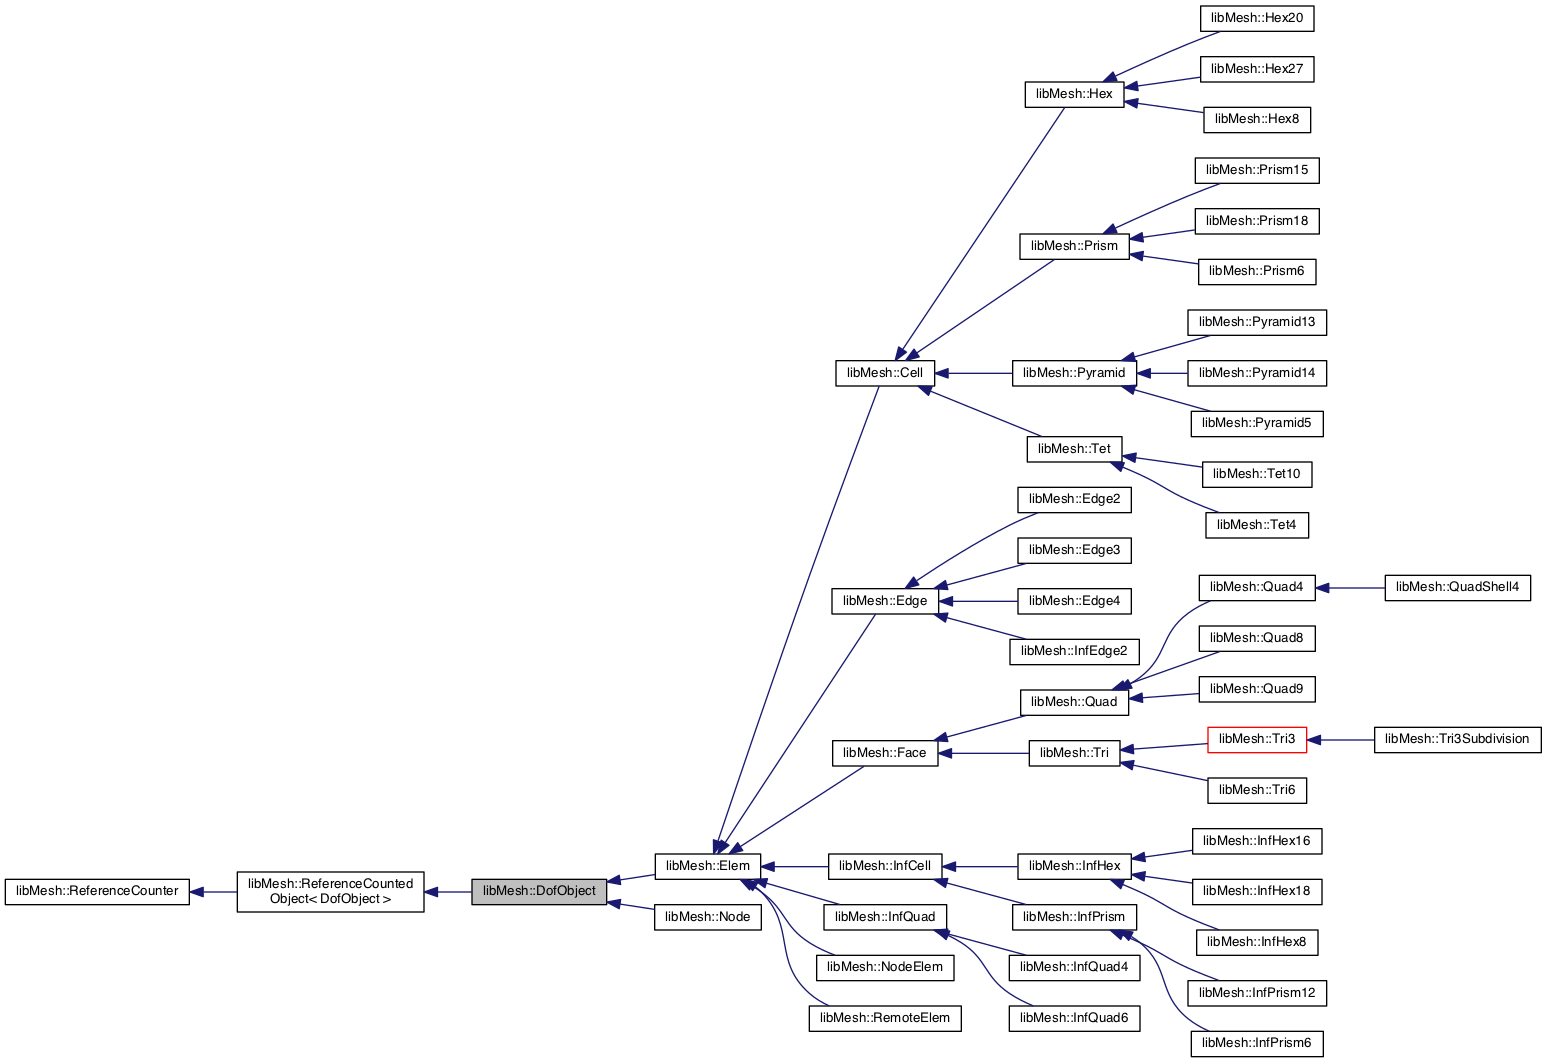 libMesh::Hex20
libMesh::Hex27
libMesh::Hex
libMesh::Hex8
libMesh::Prism15
libMesh::Prism18
libMesh::Prism
libMesh::Prism6
libMesh::Pyramid13
libMesh::Cell
libMesh::Pyramid
libMesh::Pyramid14
libMesh::Pyramid5
libMesh::Tet
libMesh::Tet10
libMesh::Edge2
libMesh::Tet4
libMesh::Edge3
libMesh::Quad4
libMesh::QuadShell4
libMesh::Edge
libMesh::Edge4
libMesh::Quad8
libMesh::InfEdge2
libMesh::Quad9
libMesh::Quad
libMesh::Tri3
libMesh::Tri3Subdivision
libMesh::Face
libMesh::Tri
libMesh::Tri6
libMesh::InfHex16
libMesh::Elem
libMesh::InfCell
libMesh::InfHex
libMesh::ReferenceCounter
libMesh::ReferenceCounted
Object< DofObject >
libMesh::DofObject
libMesh::InfHex18
libMesh::Node
libMesh::InfQuad
libMesh::InfPrism
libMesh::InfHex8
libMesh::NodeElem
libMesh::InfQuad4
libMesh::InfPrism12
libMesh::RemoteElem
libMesh::InfQuad6
libMesh::InfPrism6